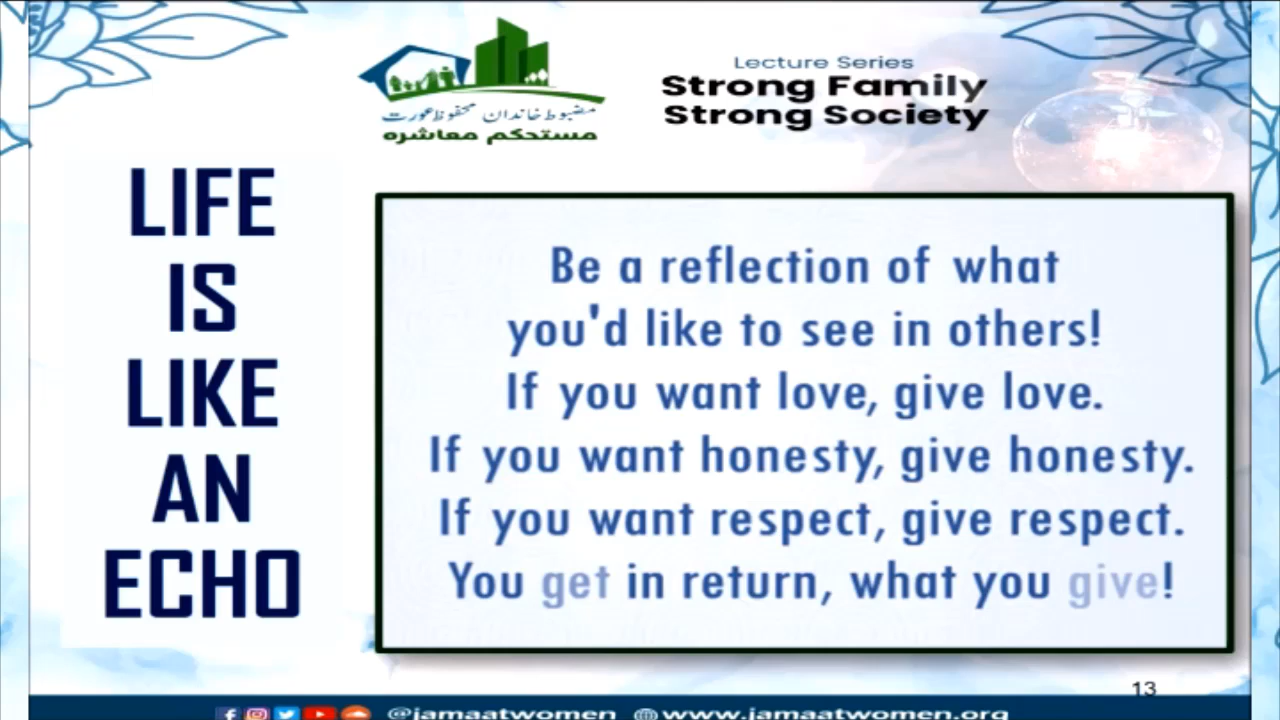 مضبوط خاندان محفوظ عورت
مستحکم معاشرہ
Lecture Series
Strong Family
Strong Society
LIFE
IS
LIKE
AN
ECHO
Be a reflection of what
you'd like to see in others!
If you want love, give love.
If you want honesty, give honesty.
If you want respect, give respect.
You get in return, what you give!
13
@jamaatwomen www.jamaatwomen.org